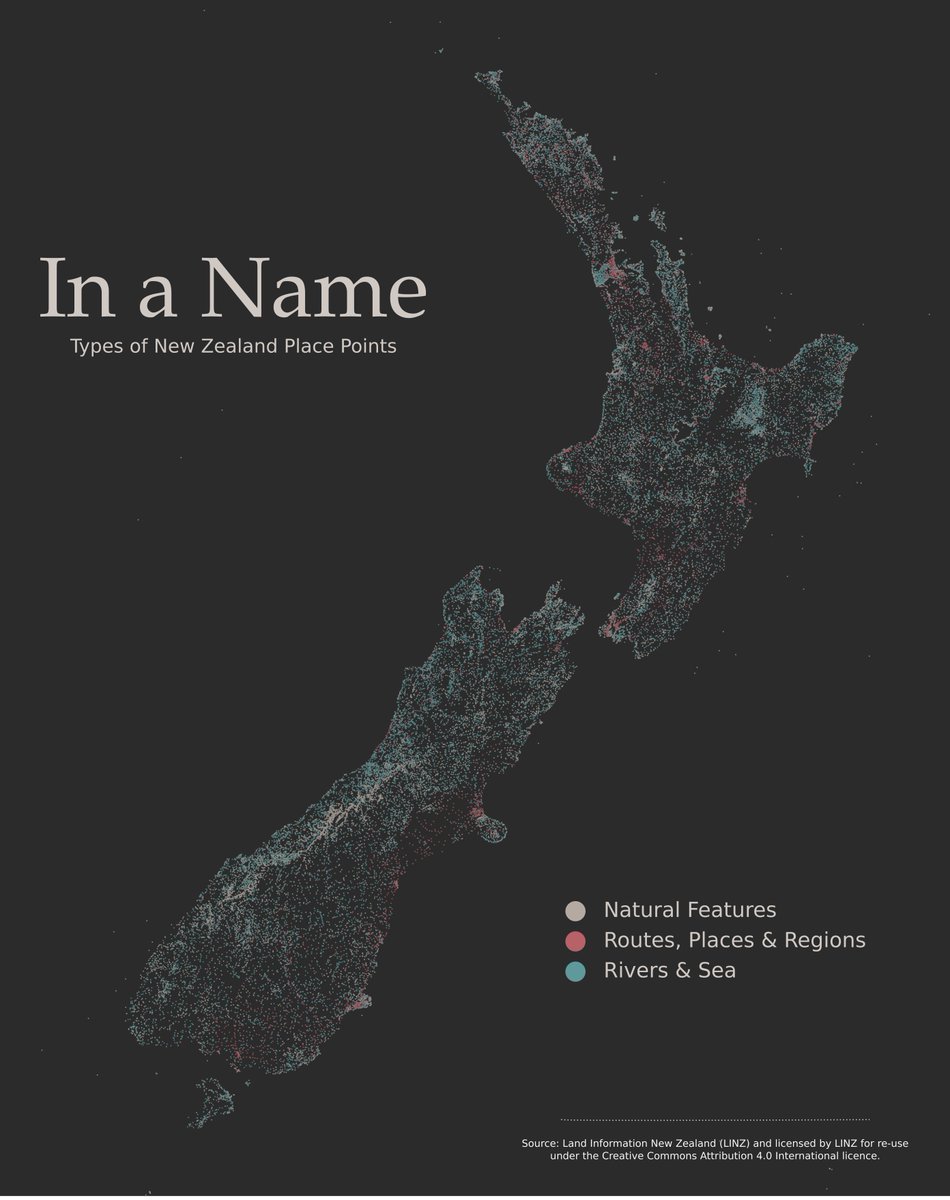 In a Name
Types of New Zealand Place Points
Natural Features
Routes, Places & Regions
Rivers & Sea
Source: Land Information New Zealand (LINZ) and licensed by LINZ for re-use
under the Creative Commons Attribution 4.0 International licence.